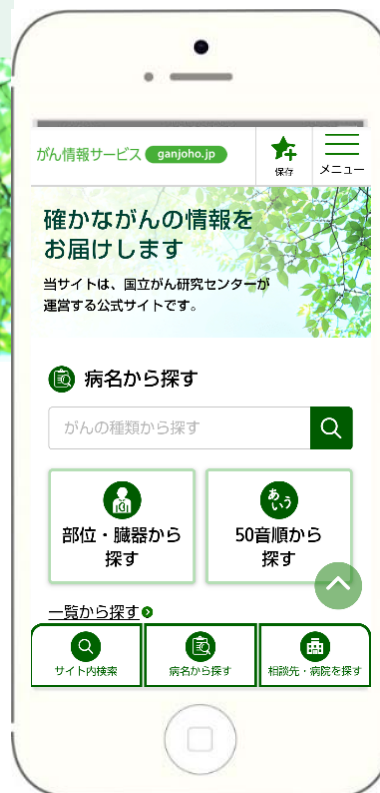 がん情報サービス ganjoho.jp
保存
メニュー
確かながんの情報を
お届けします
当サイトは、国立がん研究センターが
運営する公式サイトです。
病名から探す
がんの種類から探す
部位・臓器から
探す
あいう
50音順から
探す
一覧から探す
サイト内検索
病名から探す
相談先・病院を探す